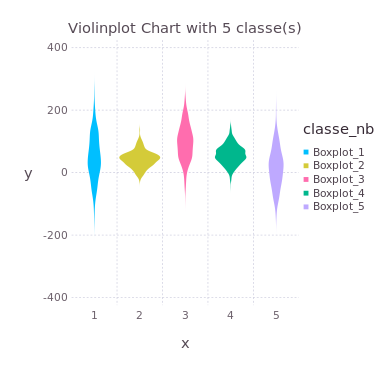 Violinplot Chart with 5 classe(s)
400
200
0
-200
-400
y
1 2 3 4 5
x
classe_nb
Boxplot_1
Boxplot_2
Boxplot_3
Boxplot_4
Boxplot_5